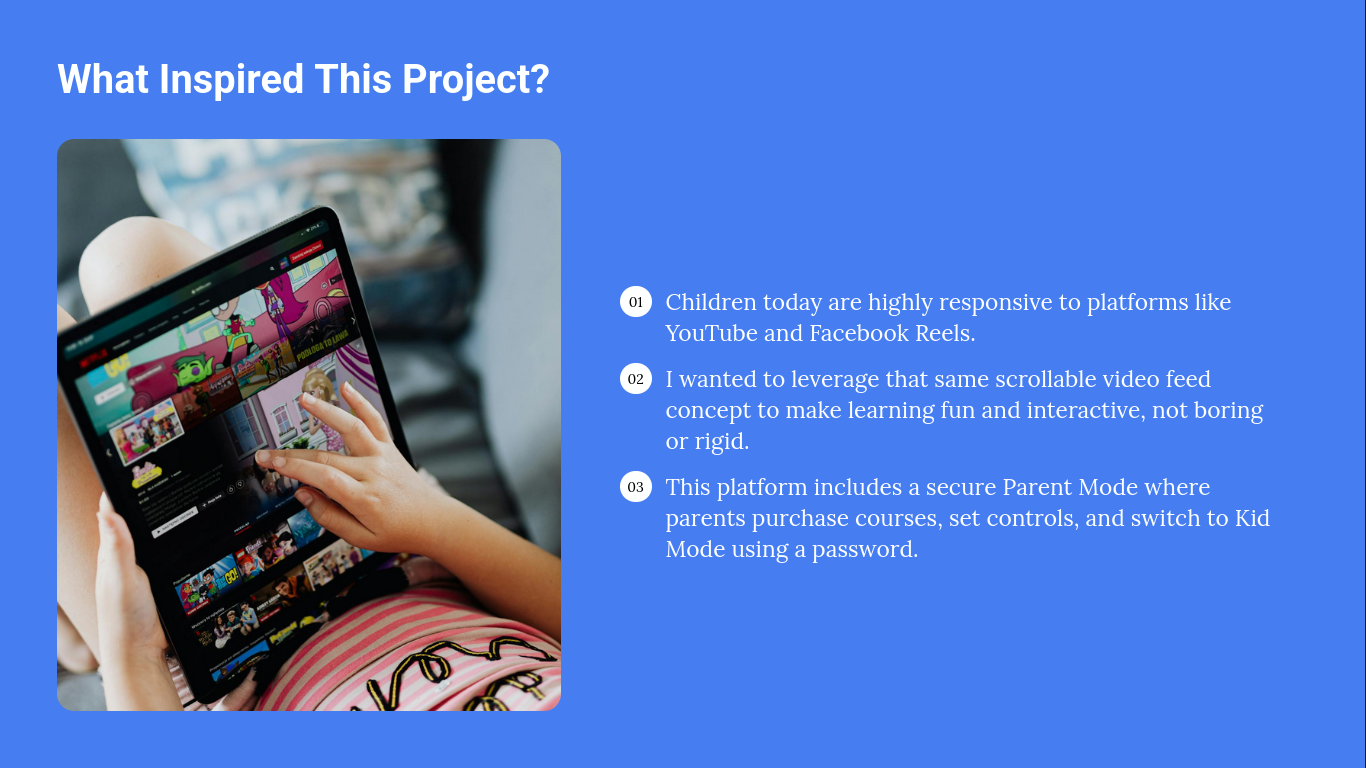 What Inspired This Project?
NETFLIX
GO!
01
Children today are highly responsive to platforms like
YouTube and Facebook Reels.
02
I wanted to leverage that same scrollable video feed
concept to make learning fun and interactive, not boring
or rigid.
03
This platform includes a secure Parent Mode where
parents purchase courses, set controls, and switch to Kid
Mode using a password.